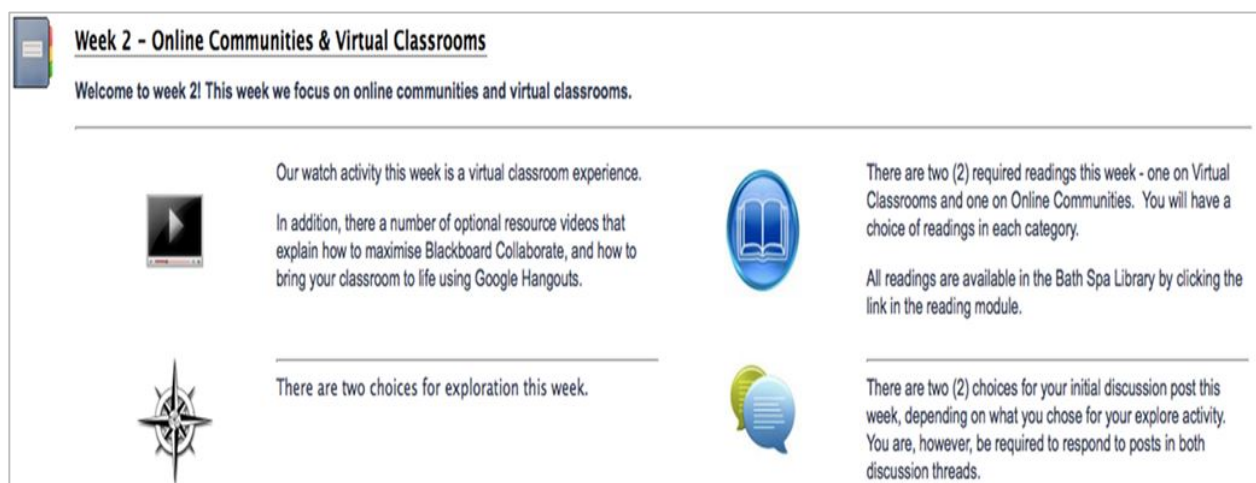 Week 2 – Online Communities & Virtual Classrooms
Welcome to week 2! This week we focus on online communities and virtual classrooms.
Our watch activity this week is a virtual classroom experience.
In addition, there a number of optional resource videos that
explain how to maximise Blackboard Collaborate, and how to
bring your classroom to life using Google Hangouts.
There are two (2) required readings this week - one on Virtual
Classrooms and one on Online Communities. You will have a
choice of readings in each category.
All readings are available in the Bath Spa Library by clicking the
link in the reading module.
There are two choices for exploration this week.
There are two (2) choices for your initial discussion post this
week, depending on what you chose for your explore activity.
You are, however, be required to respond to posts in both
discussion threads.